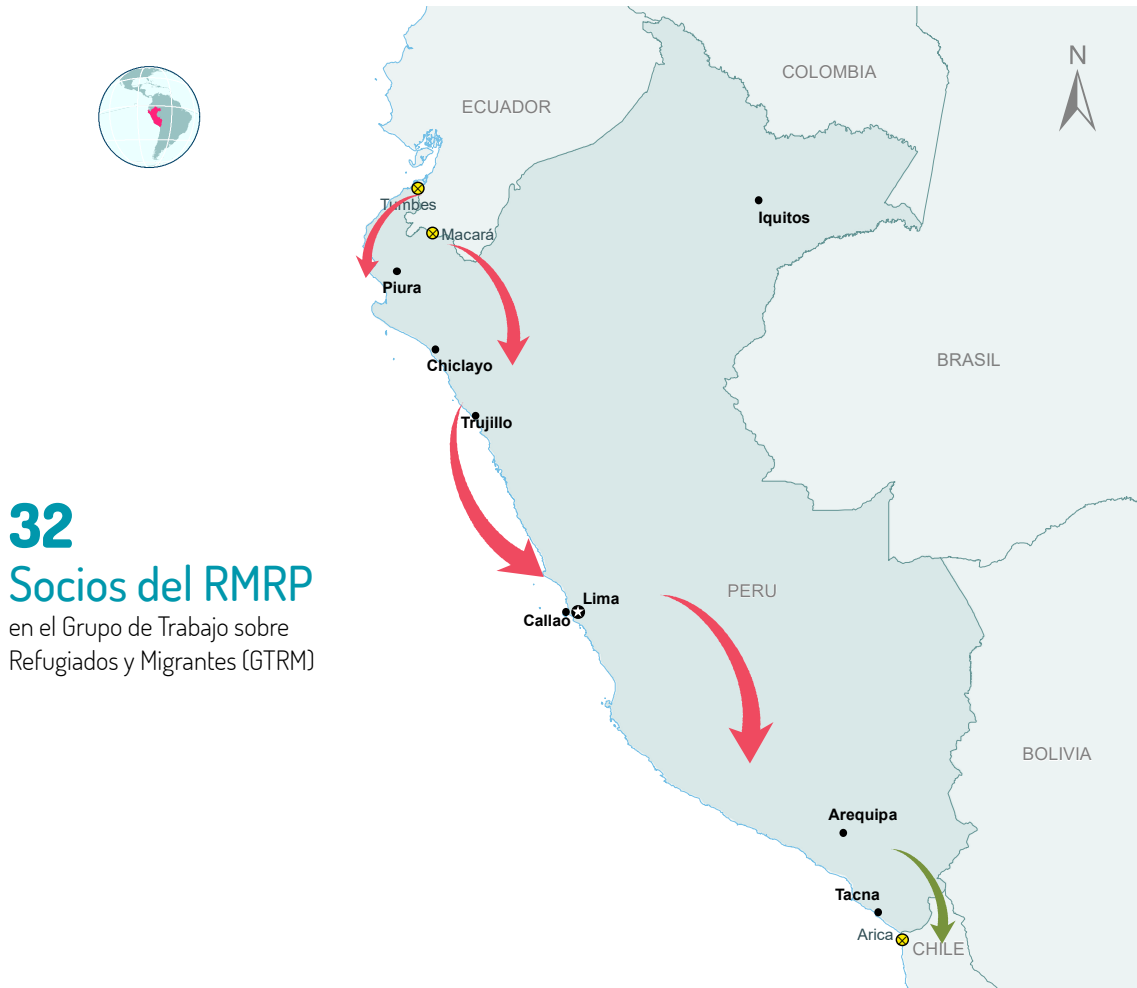 N
COLOMBIA
ECUADOR
Tumbes
Iquitos
Macará
Piura
BRASIL
Chiclayo
Trujillo
32
Socios del RMRP
en el Grupo de Trabajo sobre
Refugiados y Migrantes (GTRM)
PERU
Lima
Callao
BOLIVIA
Arequipa
Tacna
Arica
CHILE